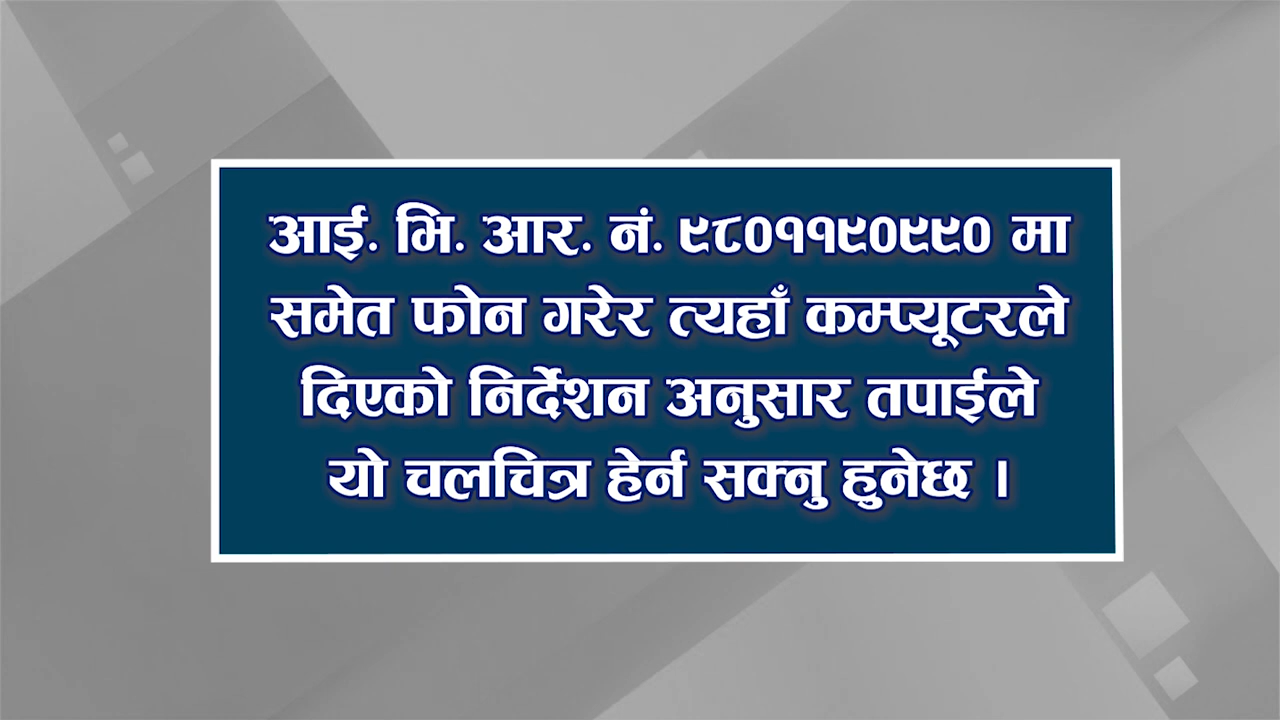 आई. भि. आर. नं. ९८०११९०९९० मा
समेत फोन गरेर त्यहाँ कम्प्यूटरले
दिएको निर्देशन अनुसार तपाईले
यो चलचित्र हेर्न सक्नु हुनेछ ।